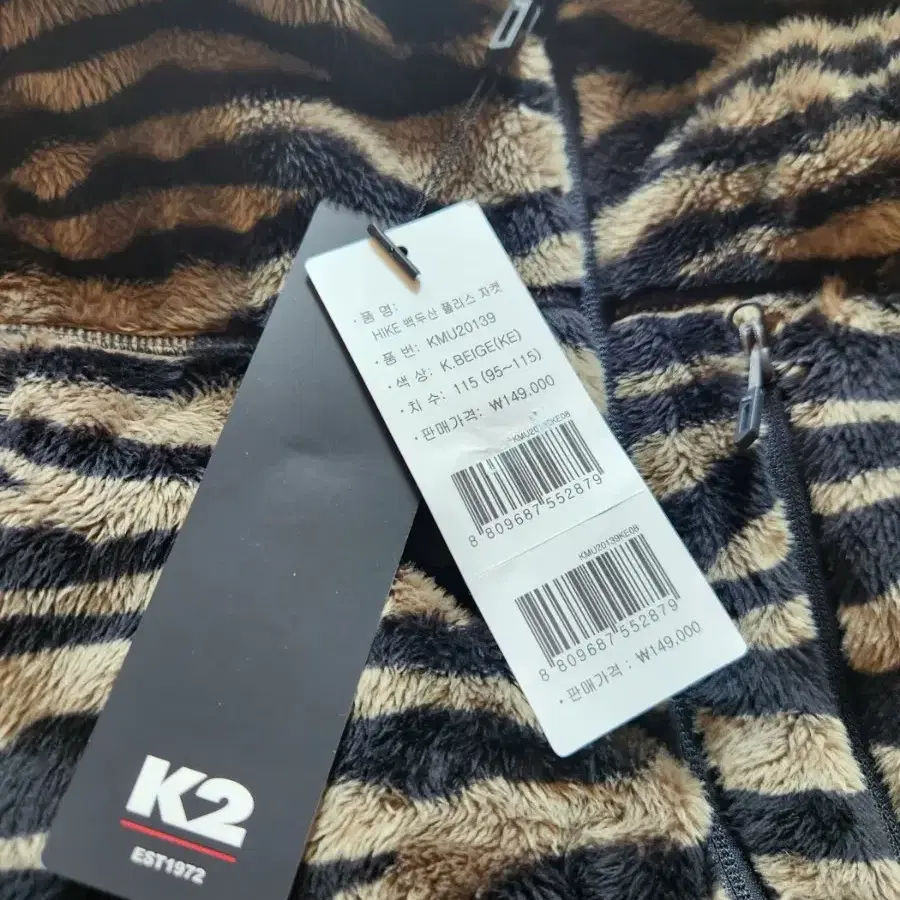 · 품 명:
HIKE 백두산 플러스 자켓
· 품 번: KMU20139
· 색 상: K.BEIGE(KE)
· 치 수: 115 (95~115)
· 판매가격: ₩149,000
KMU20139KE08
8 809687 552879
KMU20139KE08
8 809687 552879
· 판매가격 : ₩149,000
K2
EST1972